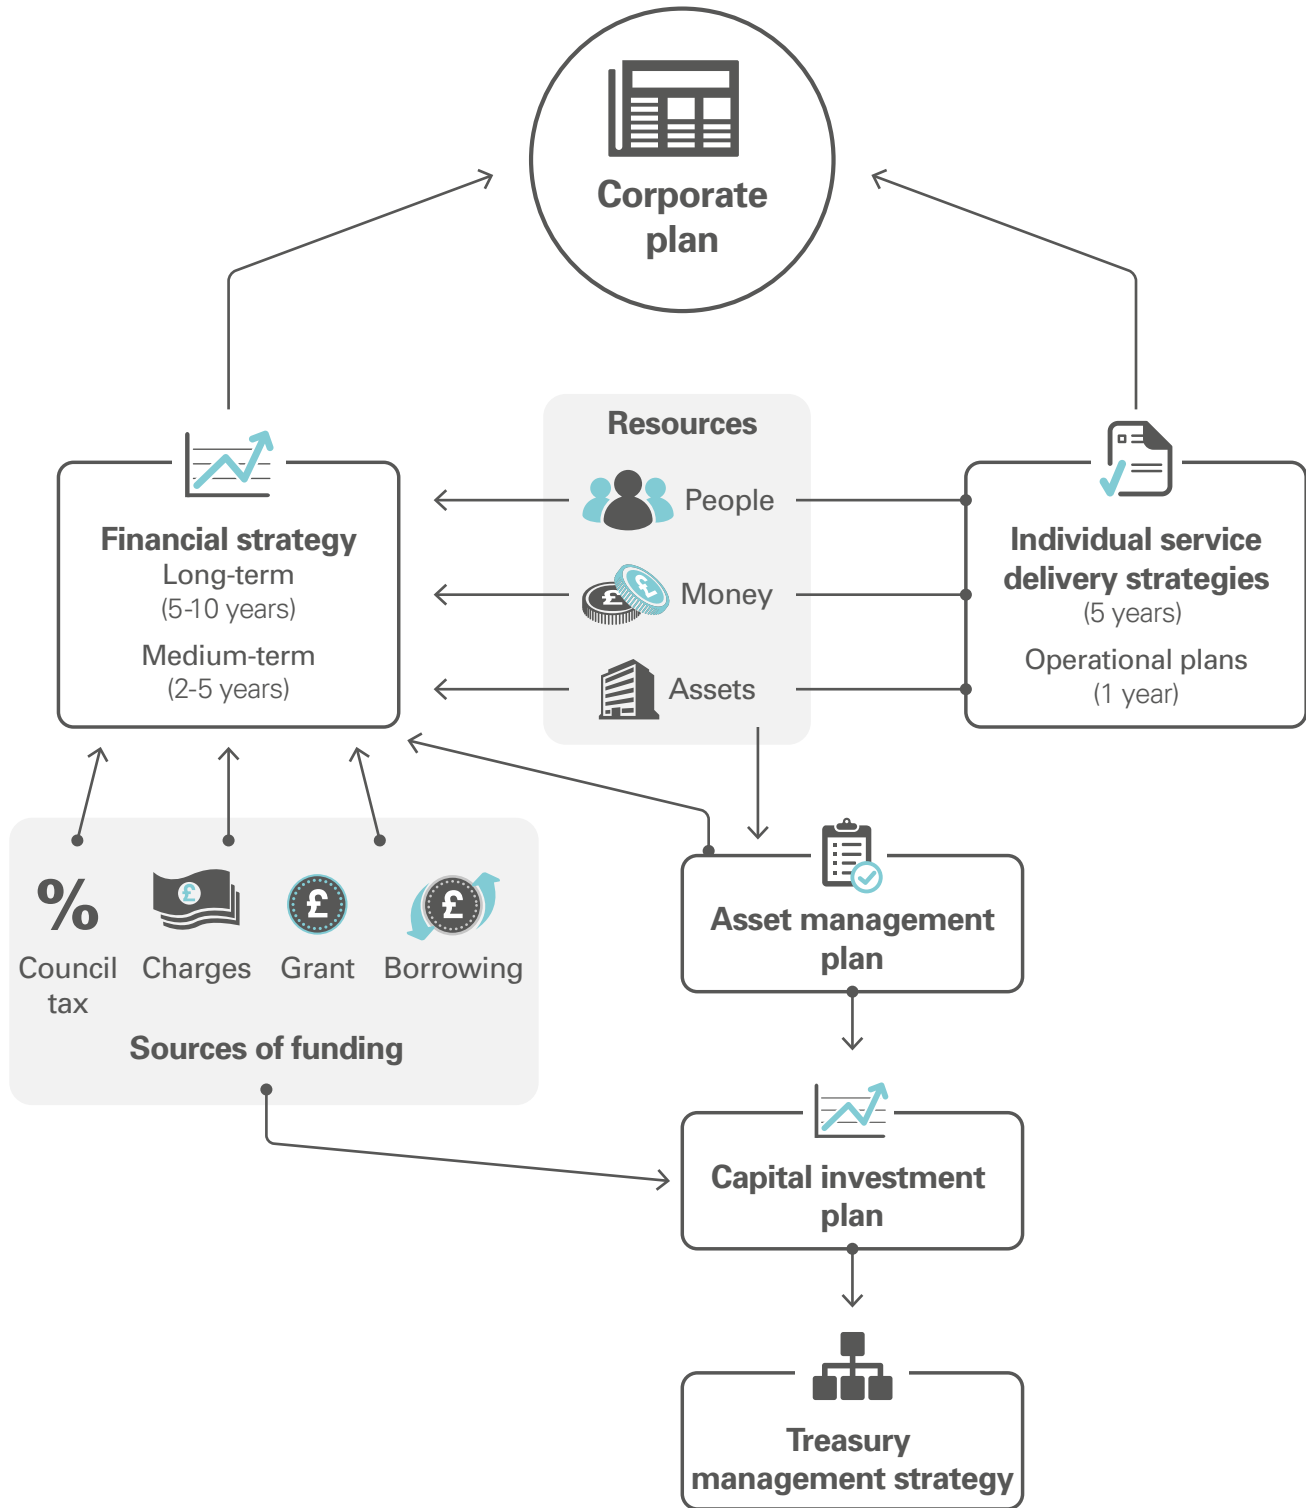 Corporate
plan
Resources
People
Money
Assets
Financial strategy
Long-term
(5-10 years)
Medium-term
(2-5 years)
Individual service
delivery strategies
(5 years)
Operational plans
(1 year)
%
£
£
£
£
£
Council
tax
Charges
Grant
Borrowing
Sources of funding
Asset management
plan
Capital investment
plan
Treasury
management strategy